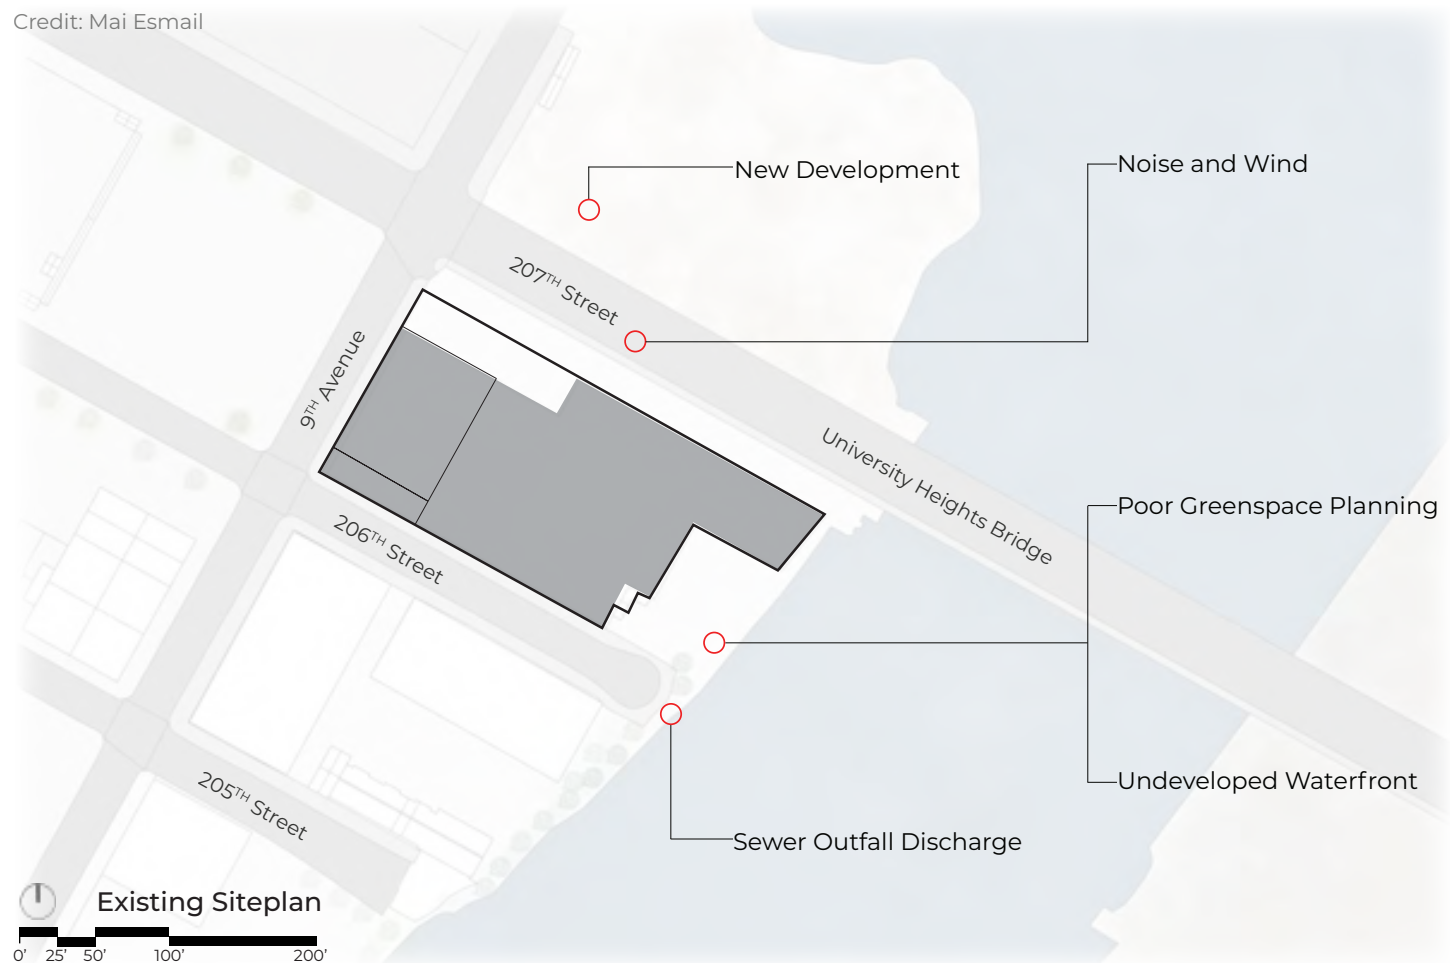 Credit: Mai Esmail
New Development
Noise and Wind
207TH Street
9TH Avenue
University Heights Bridge
Poor Greenspace Planning
206TH Street
Undeveloped Waterfront
205TH Street
Sewer Outfall Discharge
Existing Siteplan
0' 25' 50' 100' 200'